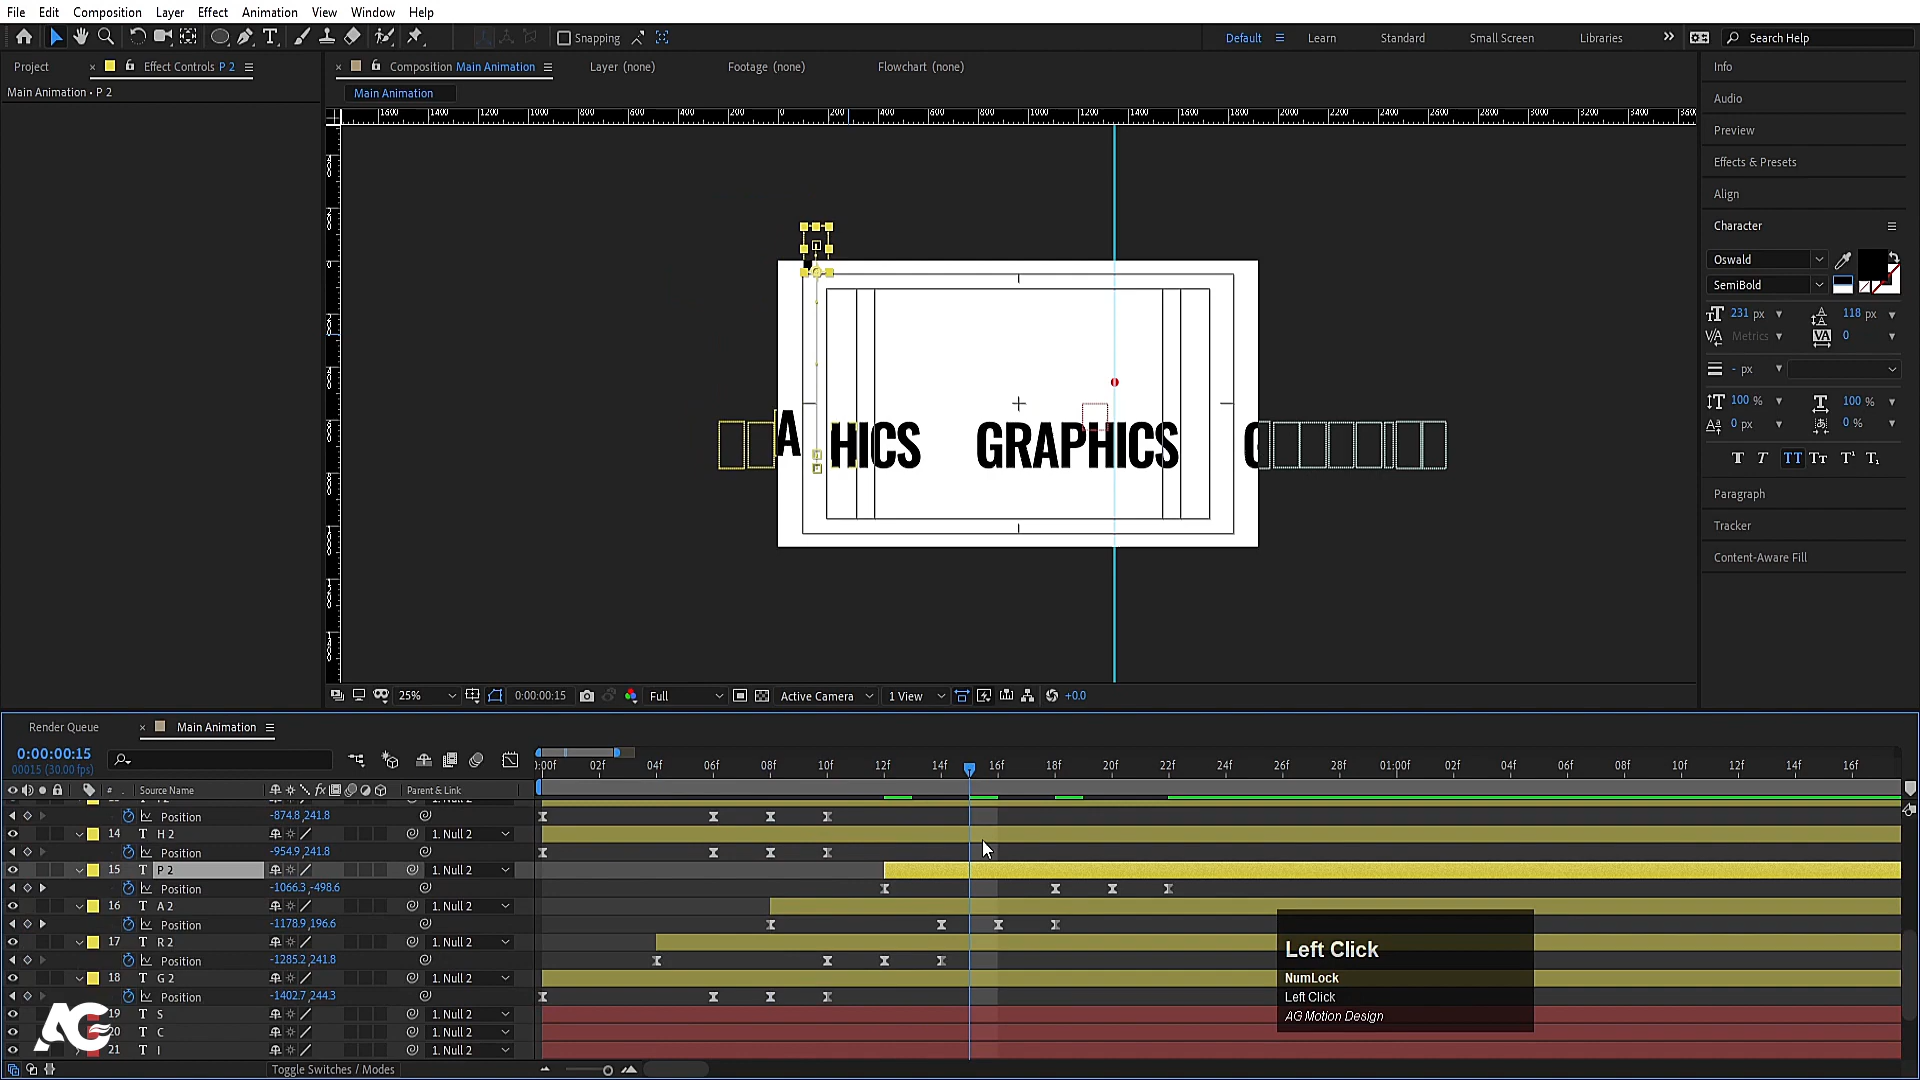 File Edit Composition Layer Effect Animation View Window Help
Snapping
Default Learn Standard Small Screen Libraries Search Help
Project Effect Controls P 2
Composition Main Animation Layer (none) Footage (none) Flowchart (none)
Main Animation • P 2
Main Animation
Info
Audio
Preview
Effects & Presets
Align
Character
Oswald
SemiBold
231 px 118 px
Metrics 0
- px
100 % 100 %
0 px 0 %
Paragraph
Tracker
Content-Aware Fill
A HICS GRAPHICS G
25% 0:00:00:15 Full Active Camera 1 View +0.0
Render Queue Main Animation
0:00:00:15
00015 (30.00 fps)
:00f 02f 04f 06f 08f 10f 12f 14f 16f 18f 20f 22f 24f 26f 28f 01:00f 02f 04f 06f 08f 10f 12f 14f 16f
# Source Name Parent & Link
Position -874.8,241.8
14 T H 2 1. Null 2
Position -954.9,241.8
15 T P 2 1. Null 2
Position -1066.3,-498.6
16 T A 2 1. Null 2
Position -1178.9,196.6
17 T R 2 1. Null 2
Position -1285.2,241.8
18 T G 2 1. Null 2
Position -1402.7,244.3
19 T S 1. Null 2
20 T C 1. Null 2
21 T I 1. Null 2
Toggle Switches / Modes
Left Click
NumLock
Left Click
AG Motion Design
AG